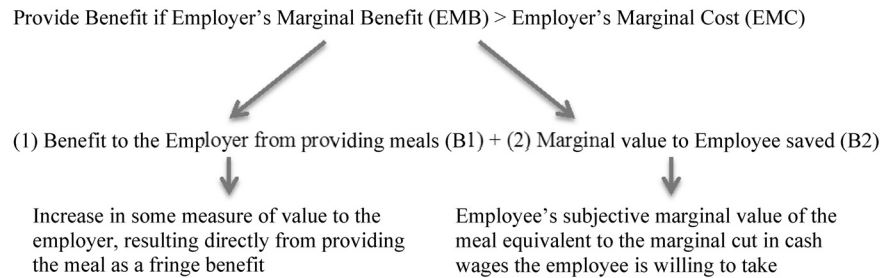 Provide Benefit if Employer’s Marginal Benefit (EMB) > Employer’s Marginal Cost (EMC)
(1) Benefit to the Employer from providing meals (B1) + (2) Marginal value to Employee saved (B2)
Increase in some measure of value to the
employer, resulting directly from providing
the meal as a fringe benefit
Employee’s subjective marginal value of the
meal equivalent to the marginal cut in cash
wages the employee is willing to take